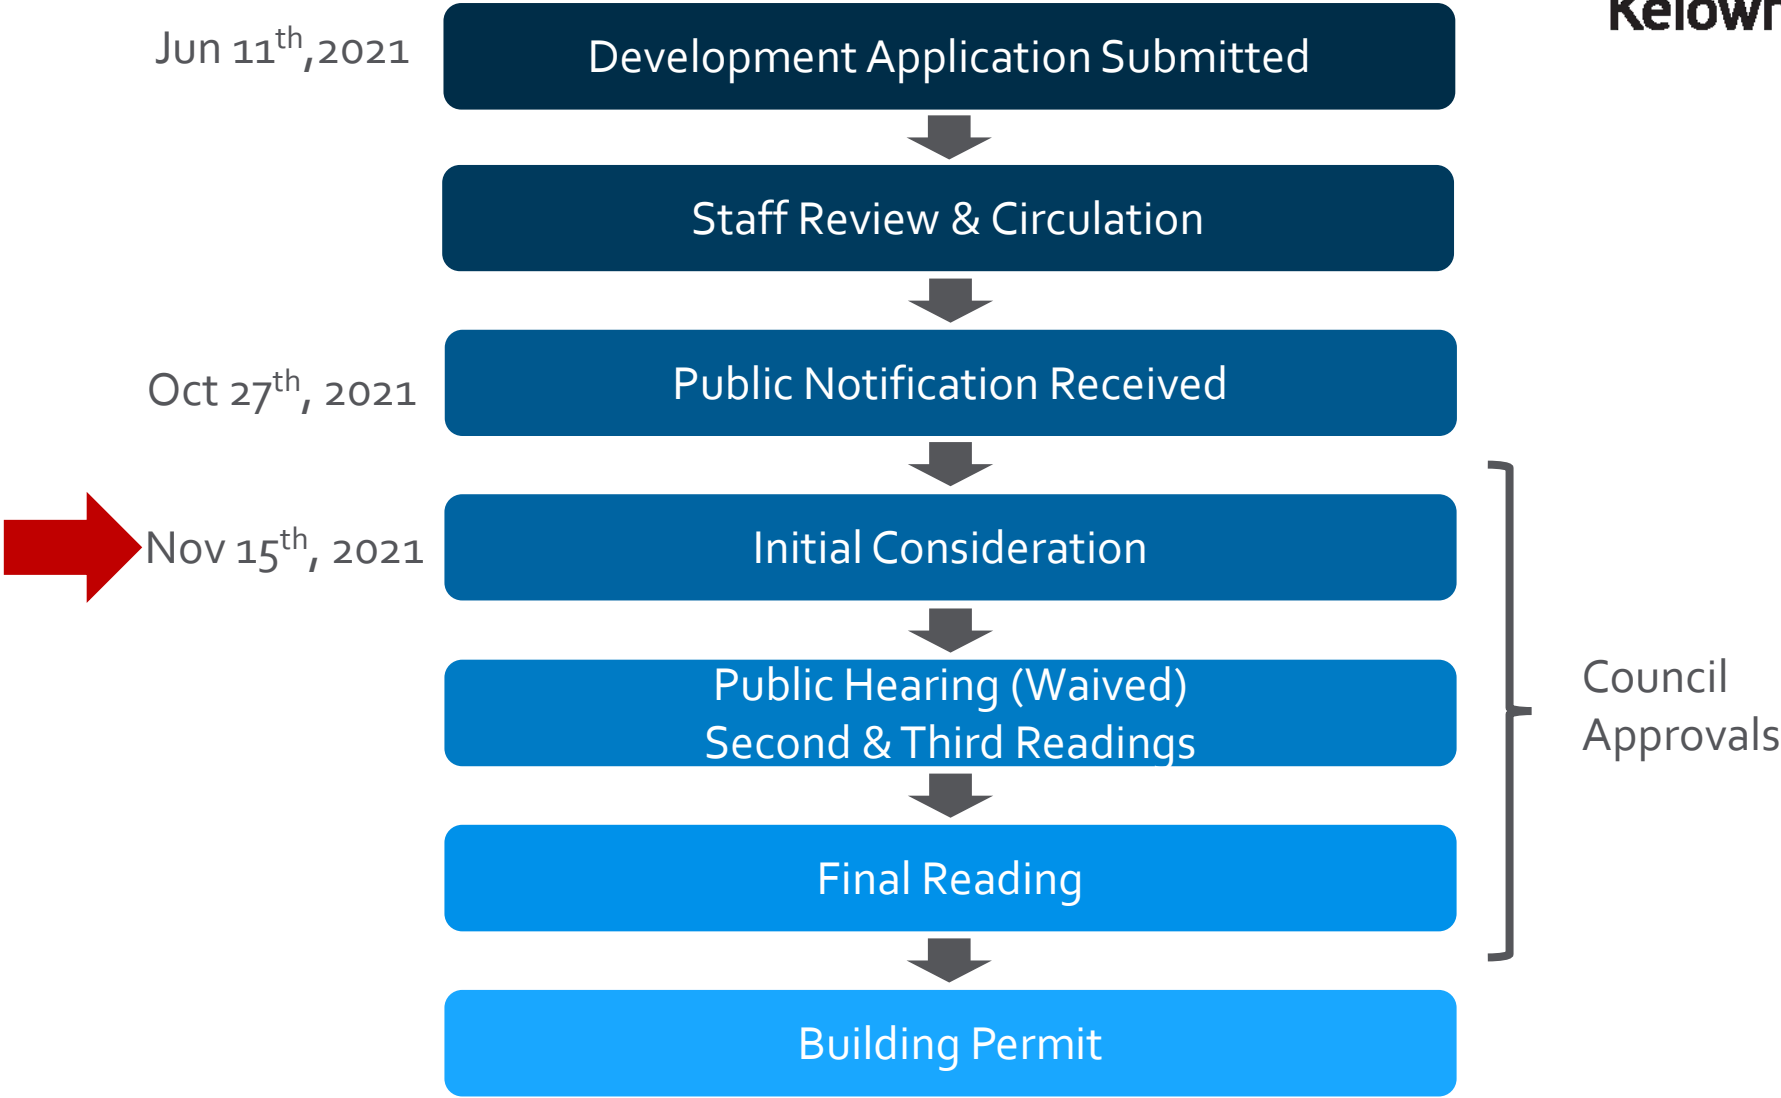 Jun 11th,2021
Development Application Submitted
Staff Review & Circulation
Oct 27th, 2021
Public Notification Received
Nov 15th, 2021
Initial Consideration
Public Hearing (Waived)
Second & Third Readings
Council
Approvals
Final Reading
Building Permit